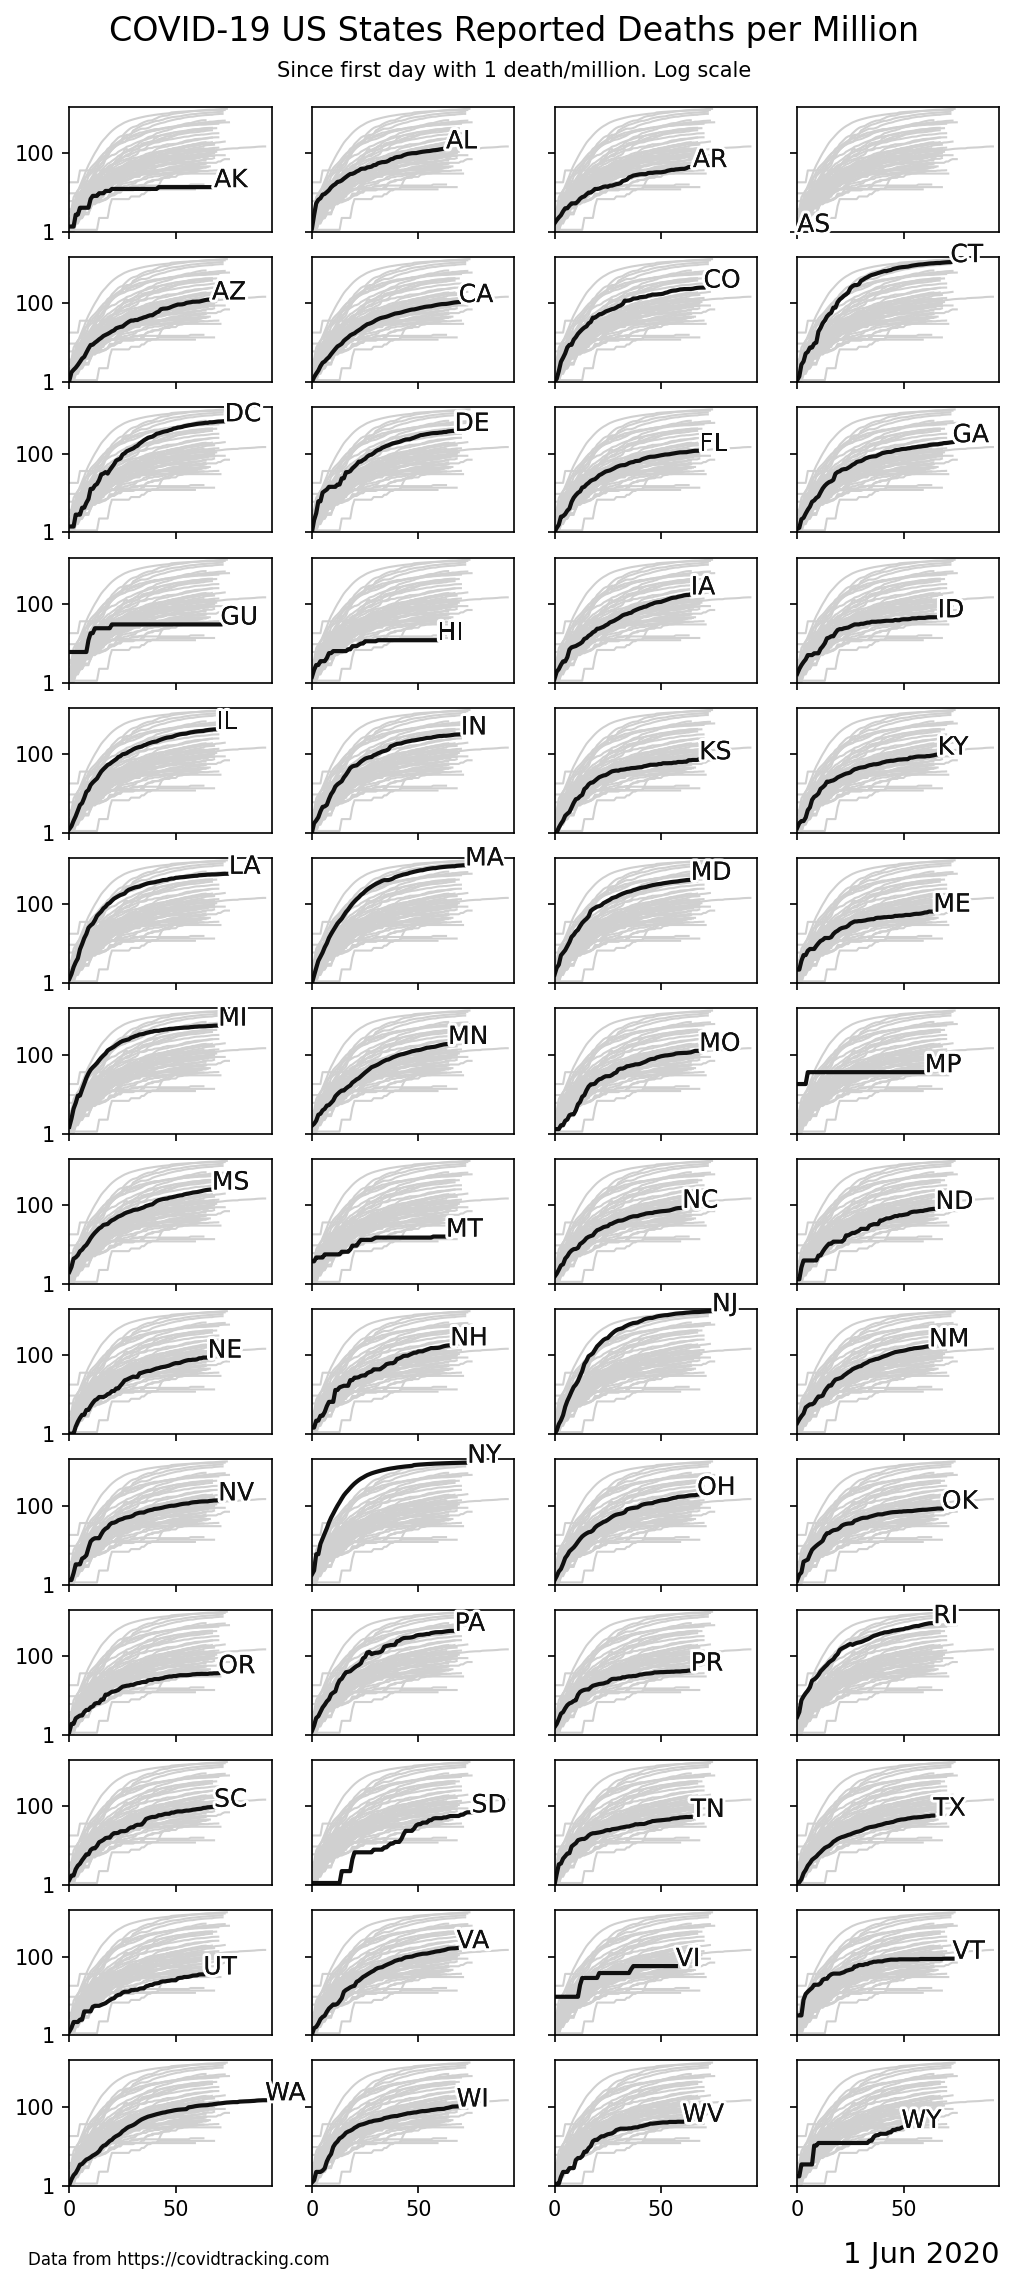 COVID-19 US States Reported Deaths per Million
Since first day with 1 death/million. Log scale
100
1
AK
AL
AR
AS
100
1
AZ
CA
CO
CT
100
1
DC
DE
FL
GA
100
1
GU
HI
IA
ID
100
1
IL
IN
KS
KY
100
1
LA
MA
MD
ME
100
1
MI
MN
MO
MP
100
1
MS
MT
NC
ND
100
1
NE
NH
NJ
NM
100
1
NV
NY
OH
OK
100
1
OR
PA
PR
RI
100
1
SC
SD
TN
TX
100
1
UT
VA
VI
VT
100
1
WA
WI
WV
WY
0 50 0 50 0 50 0 50
Data from https://covidtracking.com
1 Jun 2020